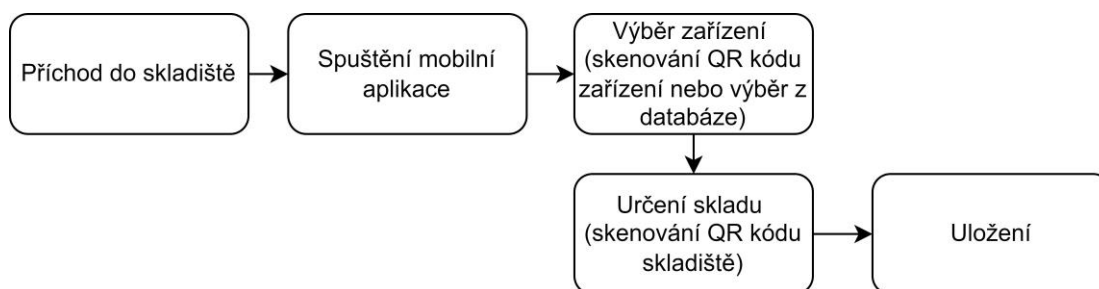 Příchod do skladiště
Spuštění mobilní
aplikace
Výběr zařízení
(skenování QR kódu
zařízení nebo výběr z
databáze)
Určení skladu
(skenování QR kódu
skladiště)
Uložení